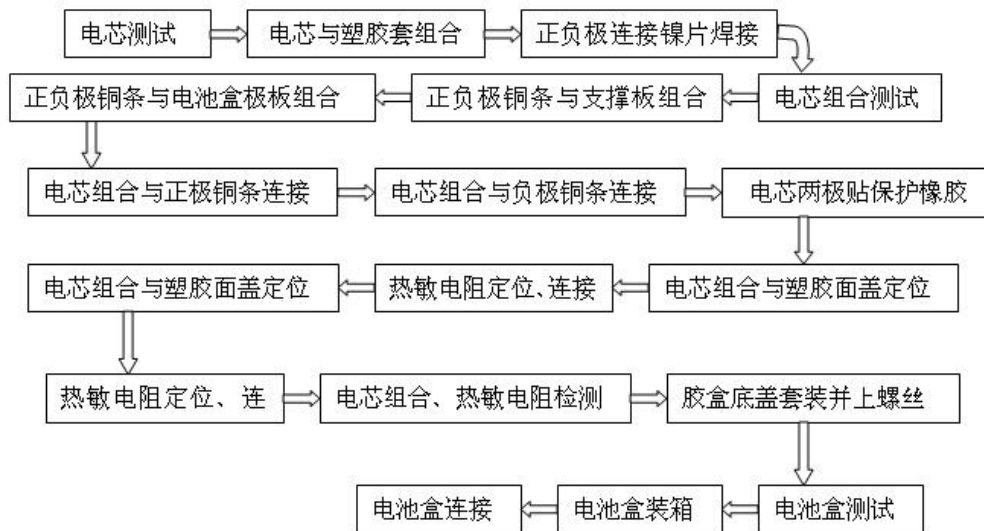 电芯测试
电芯与塑胶套组合
正负极连接镍片焊接
电芯组合测试
正负极铜条与支撑板组合
正负极铜条与电池盒极板组合
电芯组合与正极铜条连接
电芯组合与负极铜条连接
电芯两极贴保护橡胶
电芯组合与塑胶面盖定位
热敏电阻定位、连接
电芯组合与塑胶面盖定位
热敏电阻定位、连
电芯组合、热敏电阻检测
胶盒底盖套装并上螺丝
电池盒测试
电池盒装箱
电池盒连接